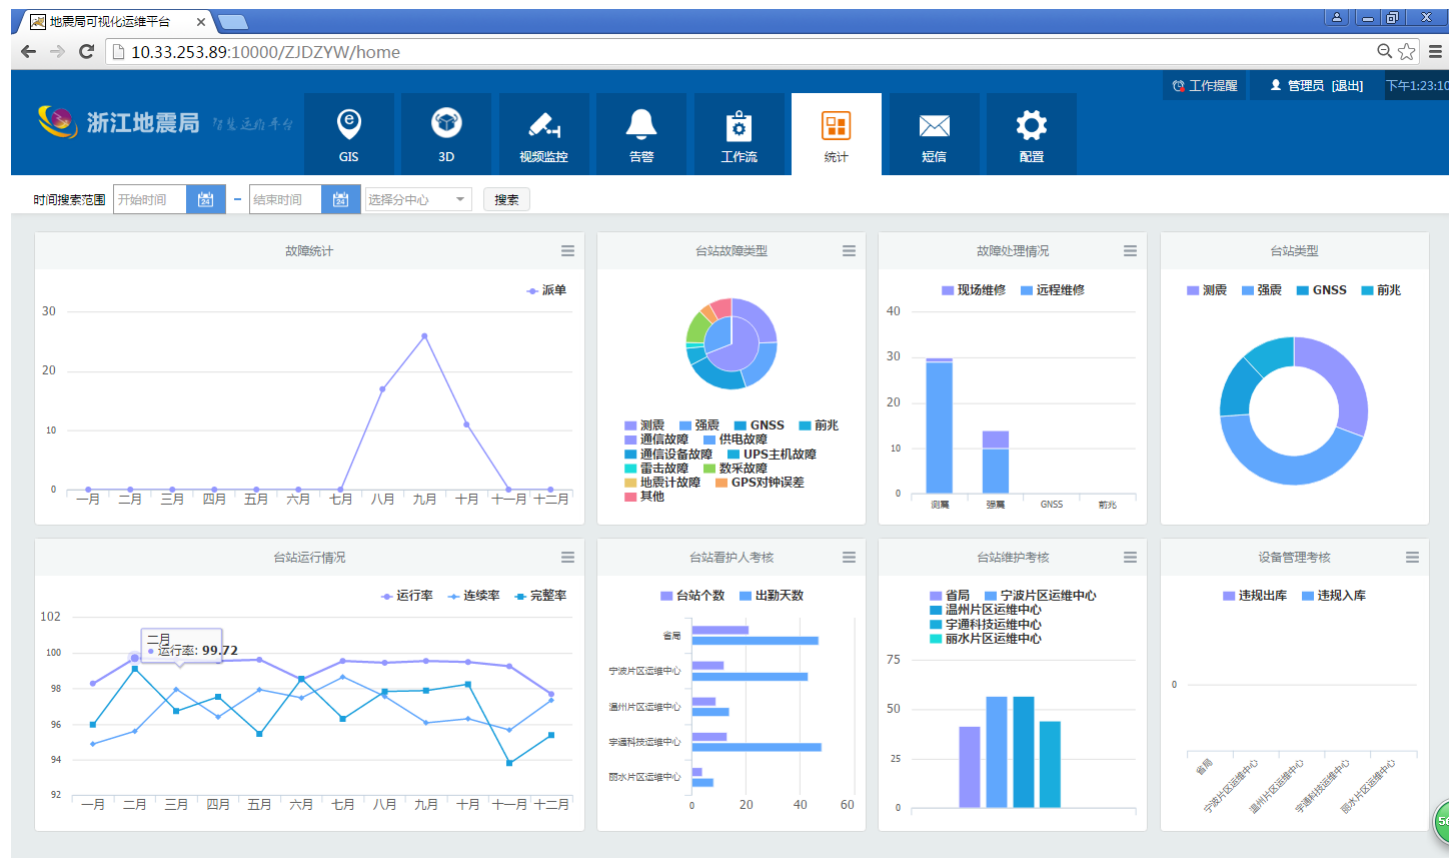 地震局可视化运维平台
10.33.253.89:10000/ZJDZYW/home
工作提醒 管理员 [退出] 下午1:23:10
浙江地震局 智慧运价平台
GIS 3D 视频监控 告警 工作流 统计 短信 配置
时间搜索范围 开始时间 24 - 结束时间 24 选择分中心 搜索
故障统计
派单
30
20
10
0
一月 二月 三月 四月 五月 六月 七月 八月 九月 十月 十一月 十二月
台站故障类型
测震 强震 GNSS 前兆
通信故障 供电故障
通信设备故障 UPS主机故障
雷击故障 数采故障
地震计故障 GPS对钟误差
其他
故障处理情况
现场维修 远程维修
40
30
20
10
0
测震 强震 GNSS 前兆
台站类型
测震 强震 GNSS 前兆
台站运行情况
运行率 连续率 完整率
102
100
98
96
94
92
二月
运行率: 99.72
一月 二月 三月 四月 五月 六月 七月 八月 九月 十月 十一月 十二月
台站看护人考核
台站个数 出勤天数
省局
宁波片区运维中心
温州片区运维中心
宇通科技运维中心
丽水片区运维中心
0 20 40 60
台站维护考核
省局 宁波片区运维中心
温州片区运维中心
宇通科技运维中心
丽水片区运维中心
75
50
25
0
设备管理考核
违规出库 违规入库
0
省局 宁波片区运维中心 温州片区运维中心 宇通科技运维中心 丽水片区运维中心
56